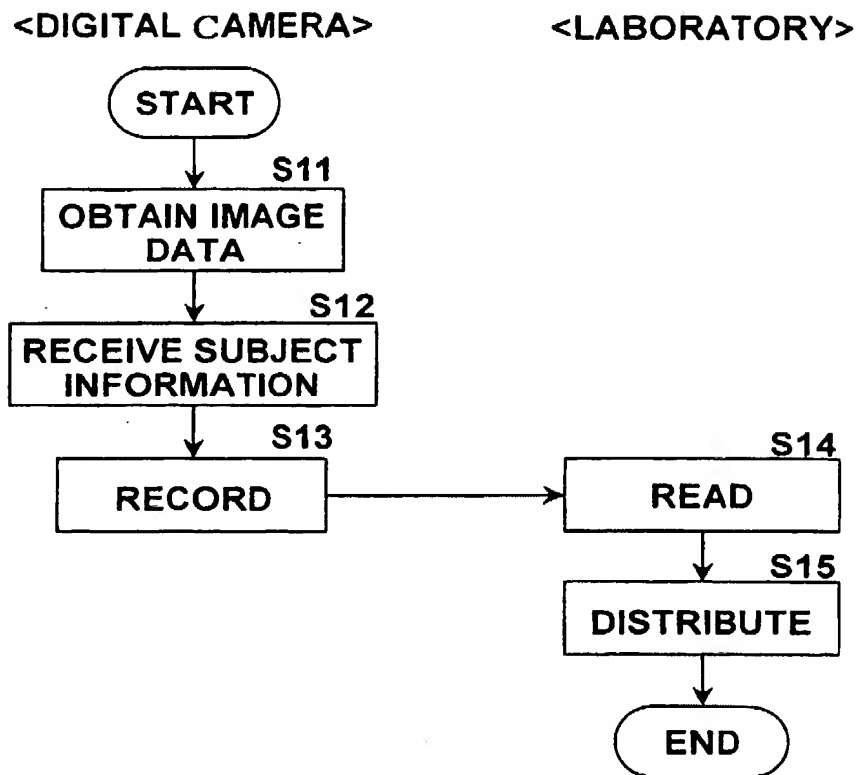 <DIGITAL CAMERA>
<LABORATORY>
START
S11
OBTAIN IMAGE
DATA
S12
RECEIVE SUBJECT
INFORMATION
S13
RECORD
S14
READ
S15
DISTRIBUTE
END